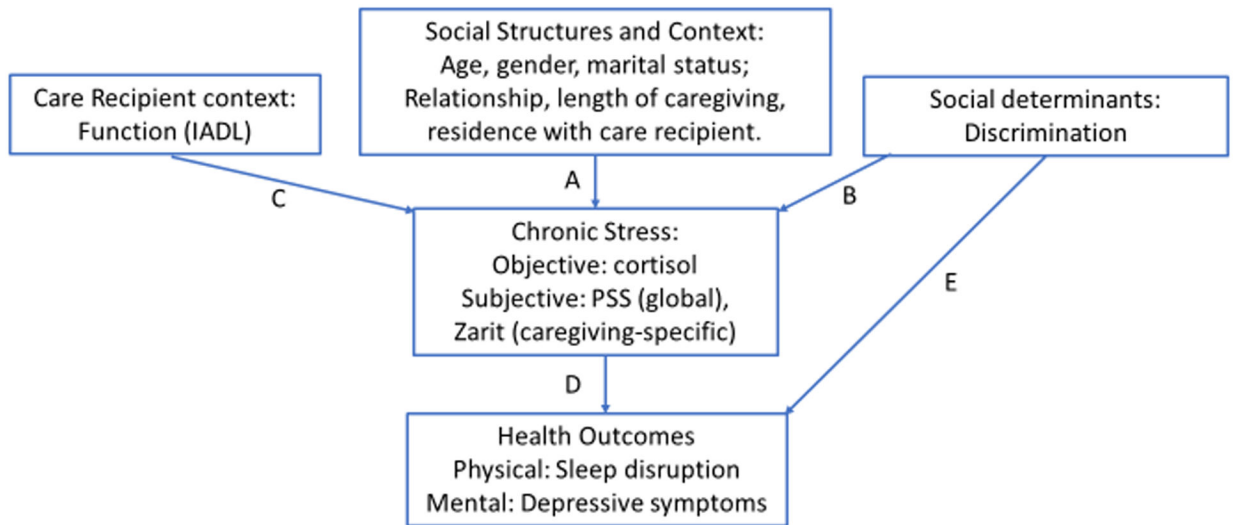 Social Structures and Context:
Age, gender, marital status;
Relationship, length of caregiving,
residence with care recipient.
Care Recipient context:
Function (IADL)
Social determinants:
Discrimination
C
A
B
Chronic Stress:
Objective: cortisol
Subjective: PSS (global),
Zarit (caregiving-specific)
E
D
Health Outcomes
Physical: Sleep disruption
Mental: Depressive symptoms